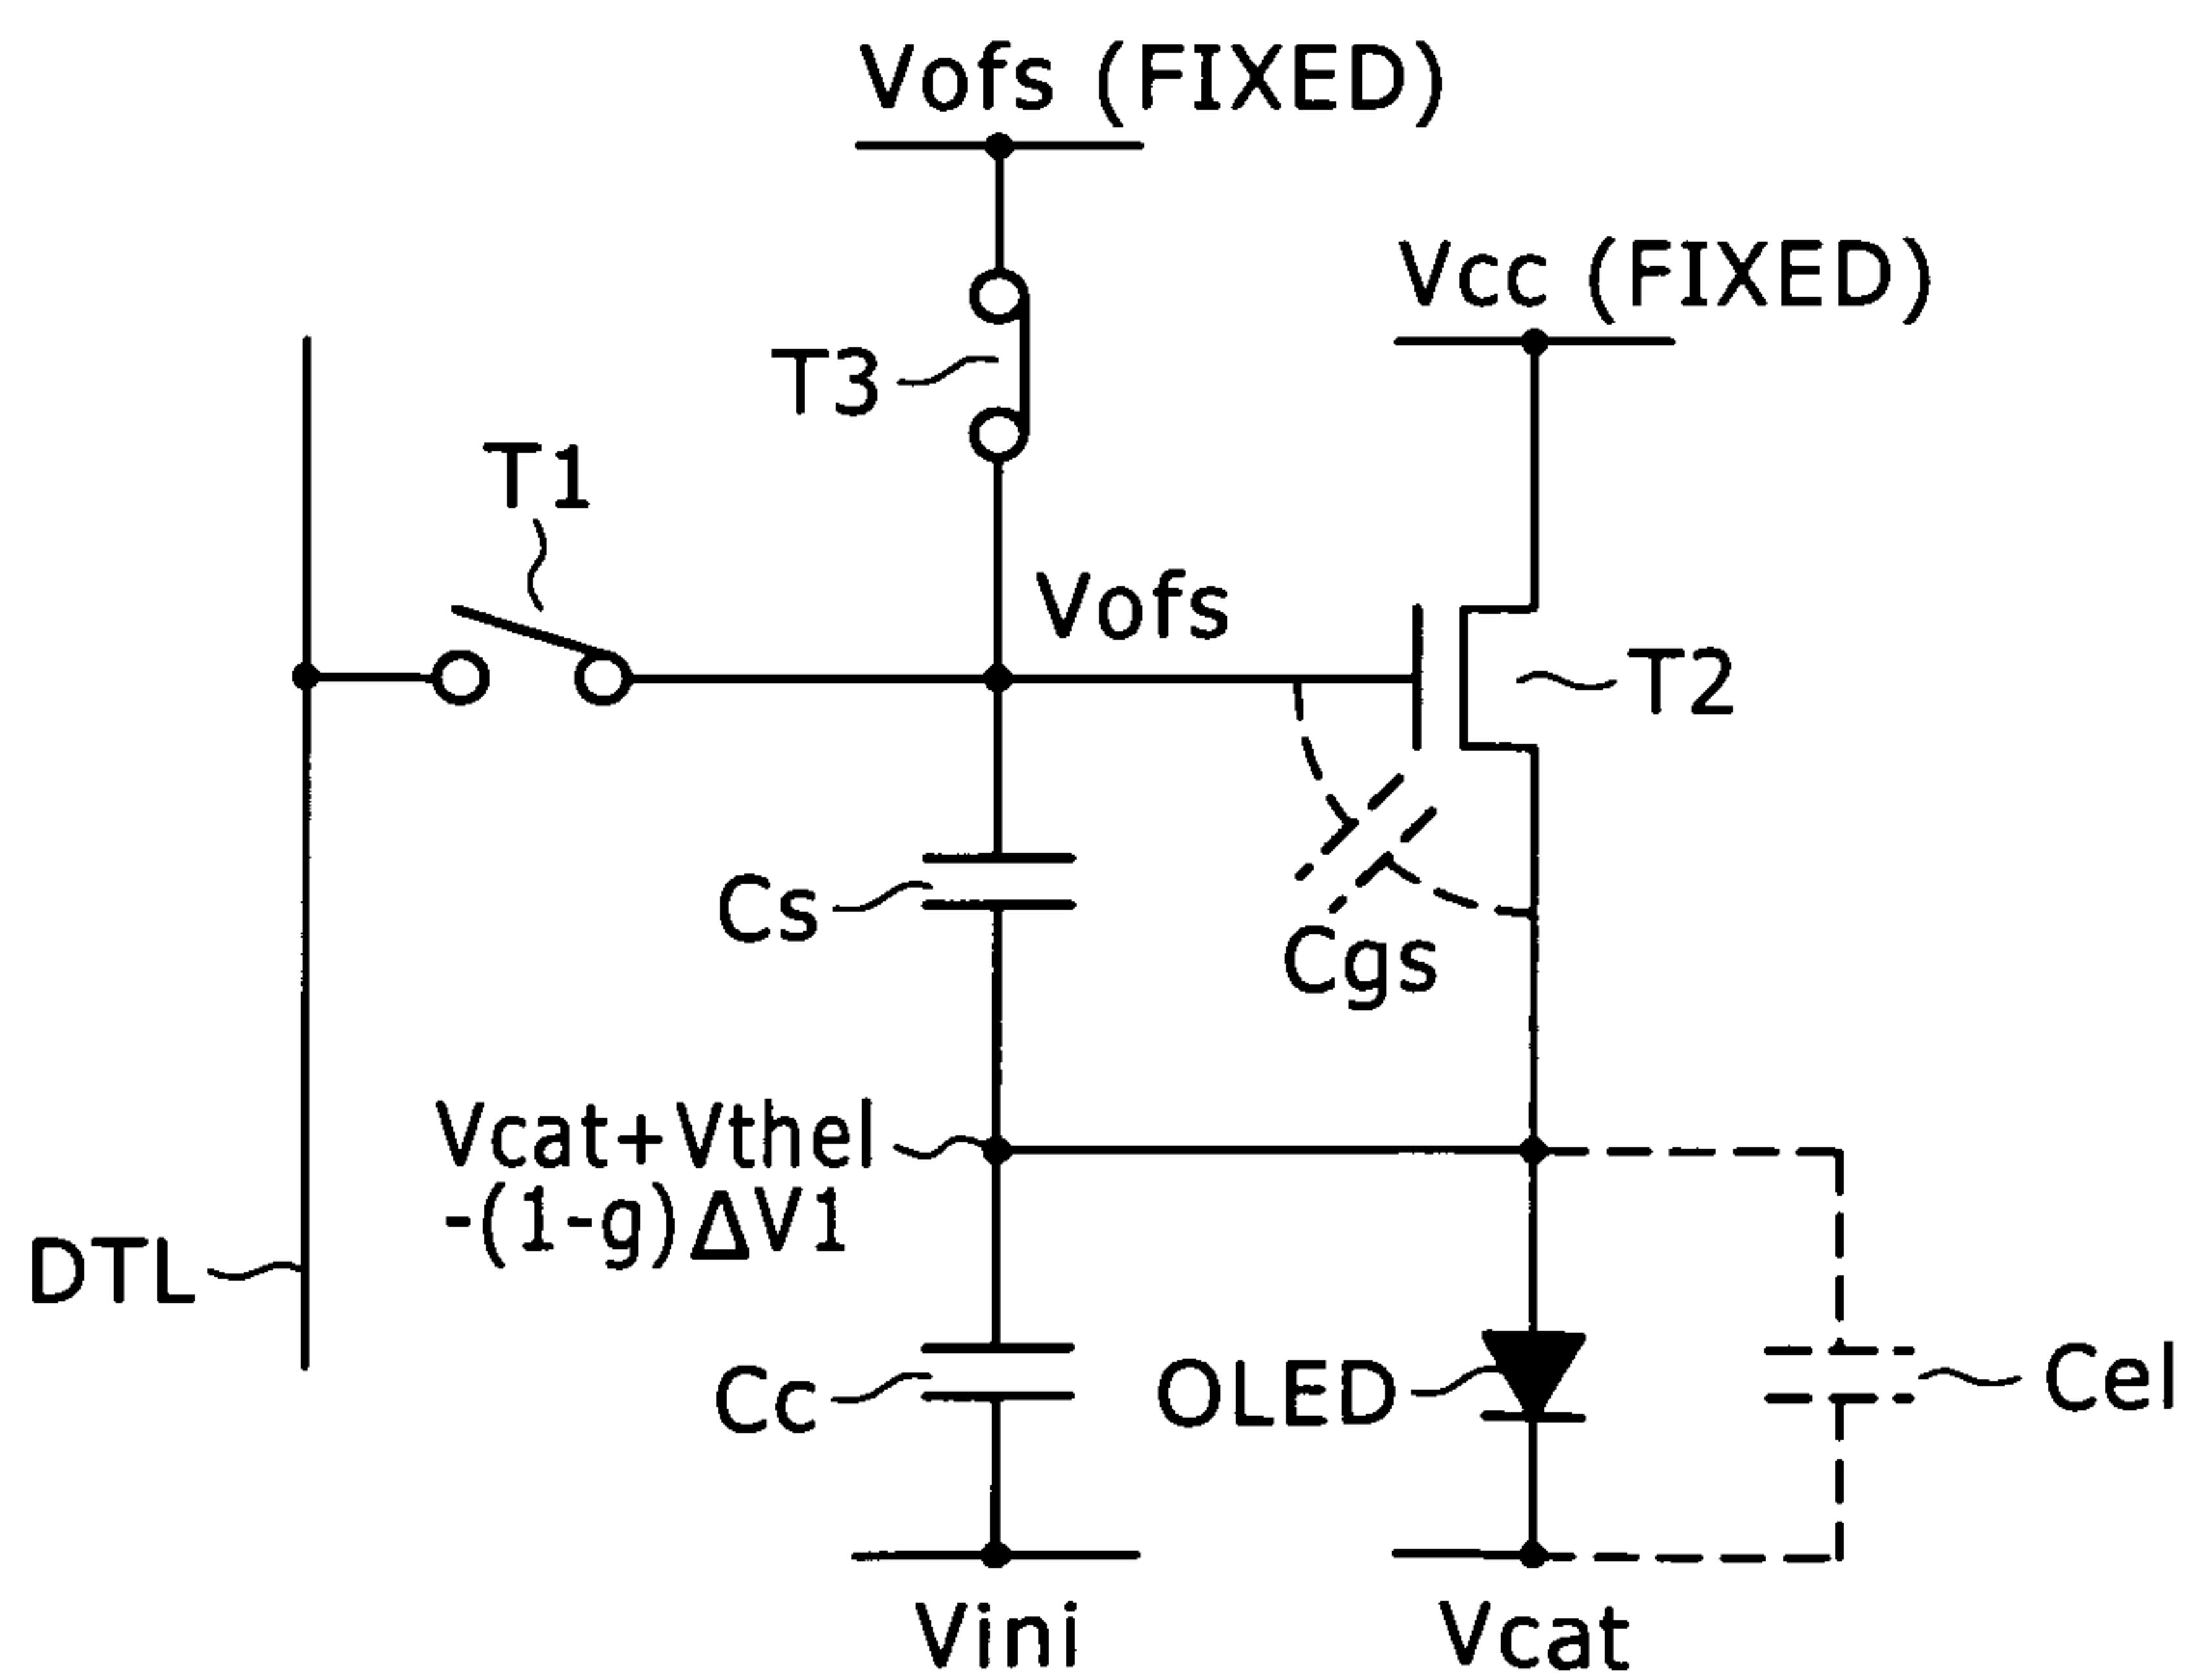 Vofs (FIXED)
Vcc (FIXED)
T3
T1
Vofs
T2
Cs
Cgs
Vcat+Vthel
-(1-g)ΔV1
DTL
Cc
OLED
Cel
Vini
Vcat